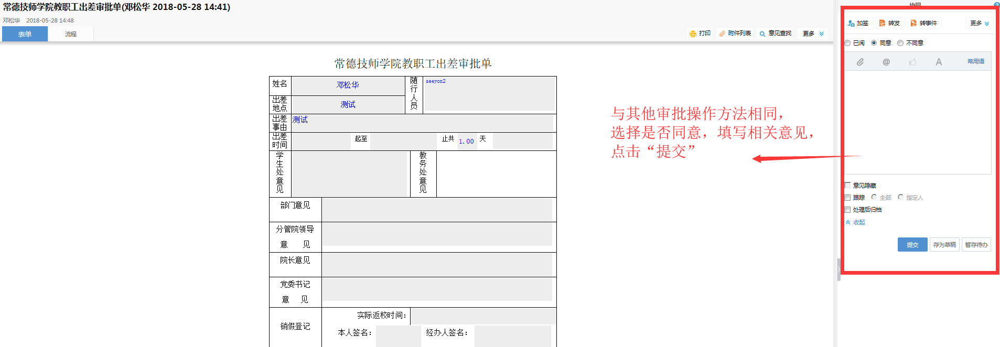 常德技师学院教职工出差审批单(邓松华 2018-05-28 14:41)
邓松华 2018-05-28 14:48
表单 流程
打印 附件列表 意见查找 更多
常德技师学院教职工出差审批单
姓名 邓松华 随行人员 seeyon2
出差地点 测试
出差事由 测试
出差时间 起至 止共 1.00 天
学生处意见 教务处意见
部门意见
分管院领导
意 见
院长意见
党委书记
意 见
销假登记 实际返校时间：
本人签名： 经办人签名：
与其他审批操作方法相同，
选择是否同意，填写相关意见，
点击“提交”
协同
加签 转发 转事件 更多
已阅 同意 不同意
@ A 常用语
意见隐藏
跟踪 全部 指定人
处理后归档
收起
提交 存为草稿 暂存待办